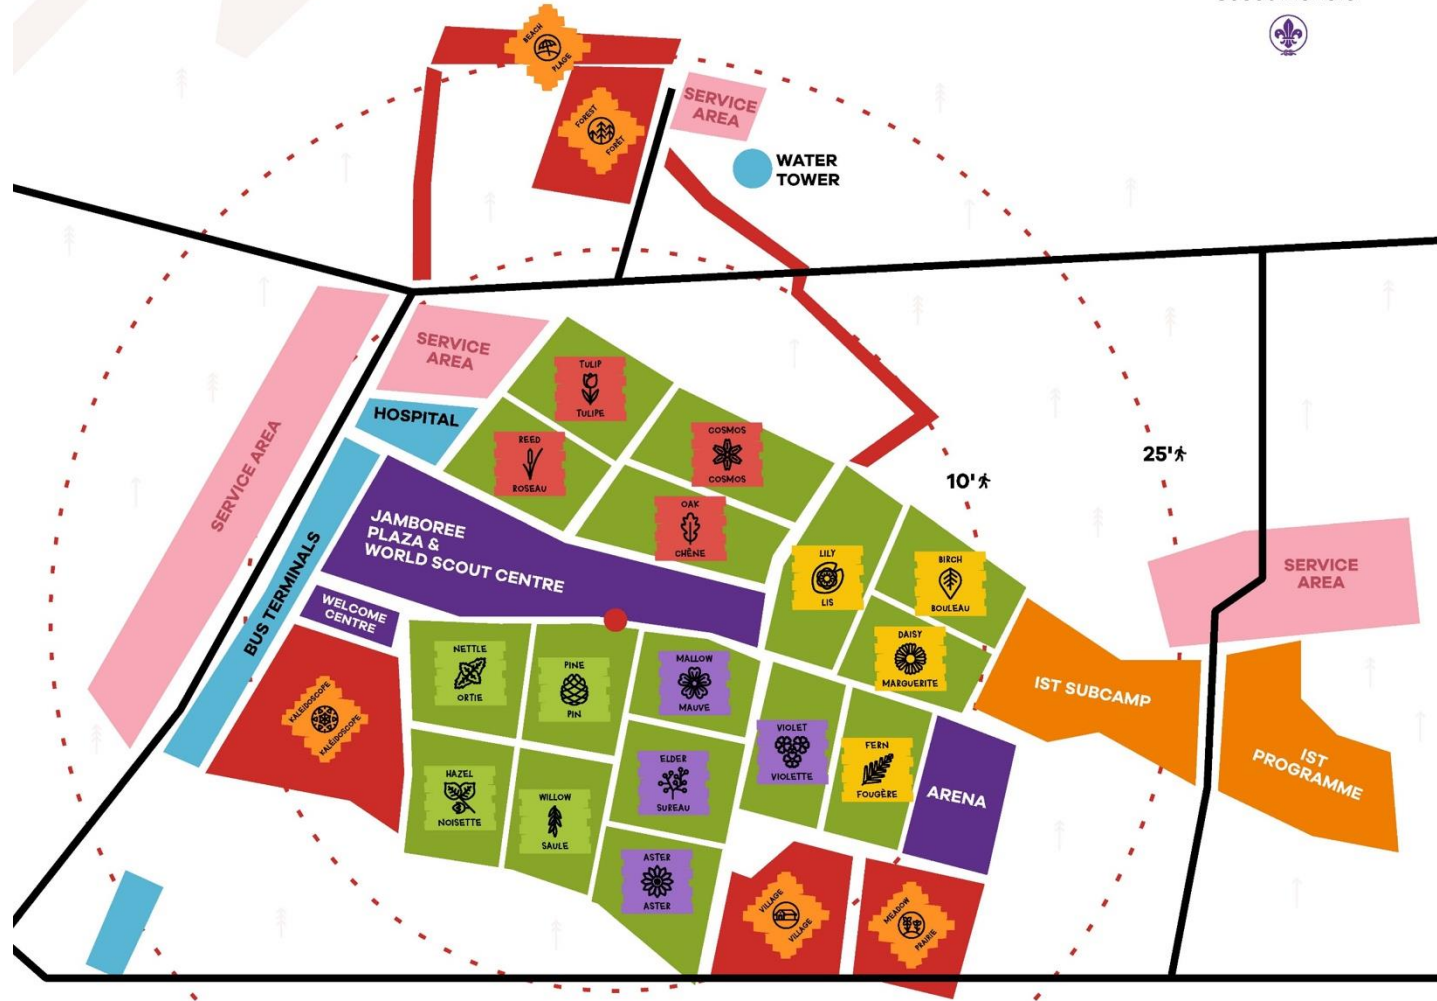 BEACH
PLAGE
FOREST
FORÊT
SERVICE
AREA
WATER
TOWER
SERVICE
AREA
TULIP
TULIPE
HOSPITAL
REED
ROSEAU
COSMOS
COSMOS
SERVICE AREA
25'
10'
OAK
CHÊNE
JAMBOREE
PLAZA &
WORLD SCOUT CENTRE
LILY
LIS
BIRCH
BOULEAU
SERVICE
AREA
BUS TERMINALS
WELCOME
CENTRE
DAISY
MARGUERITE
NETTLE
ORTIE
PINE
PIN
MALLOW
MAUVE
IST SUBCAMP
KALEIDOSCOPE
KALÉIDOSCOPE
VIOLET
VIOLETTE
FERN
FOUGÈRE
IST
PROGRAMME
HAZEL
NOISETTE
WILLOW
SAULE
ELDER
SUREAU
ARENA
ASTER
ASTER
VILLAGE
VILLAGE
MEADOW
PRAIRIE